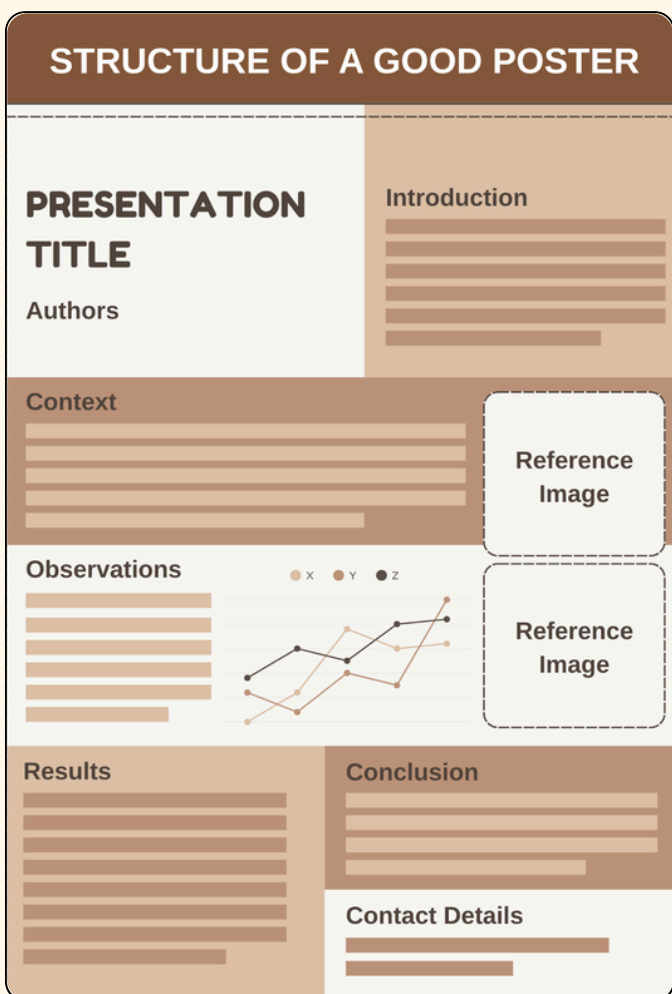 STRUCTURE OF A GOOD POSTER
PRESENTATION
TITLE
Authors
Introduction
Context
Reference
Image
Observations
X Y Z
Reference
Image
Results
Conclusion
Contact Details